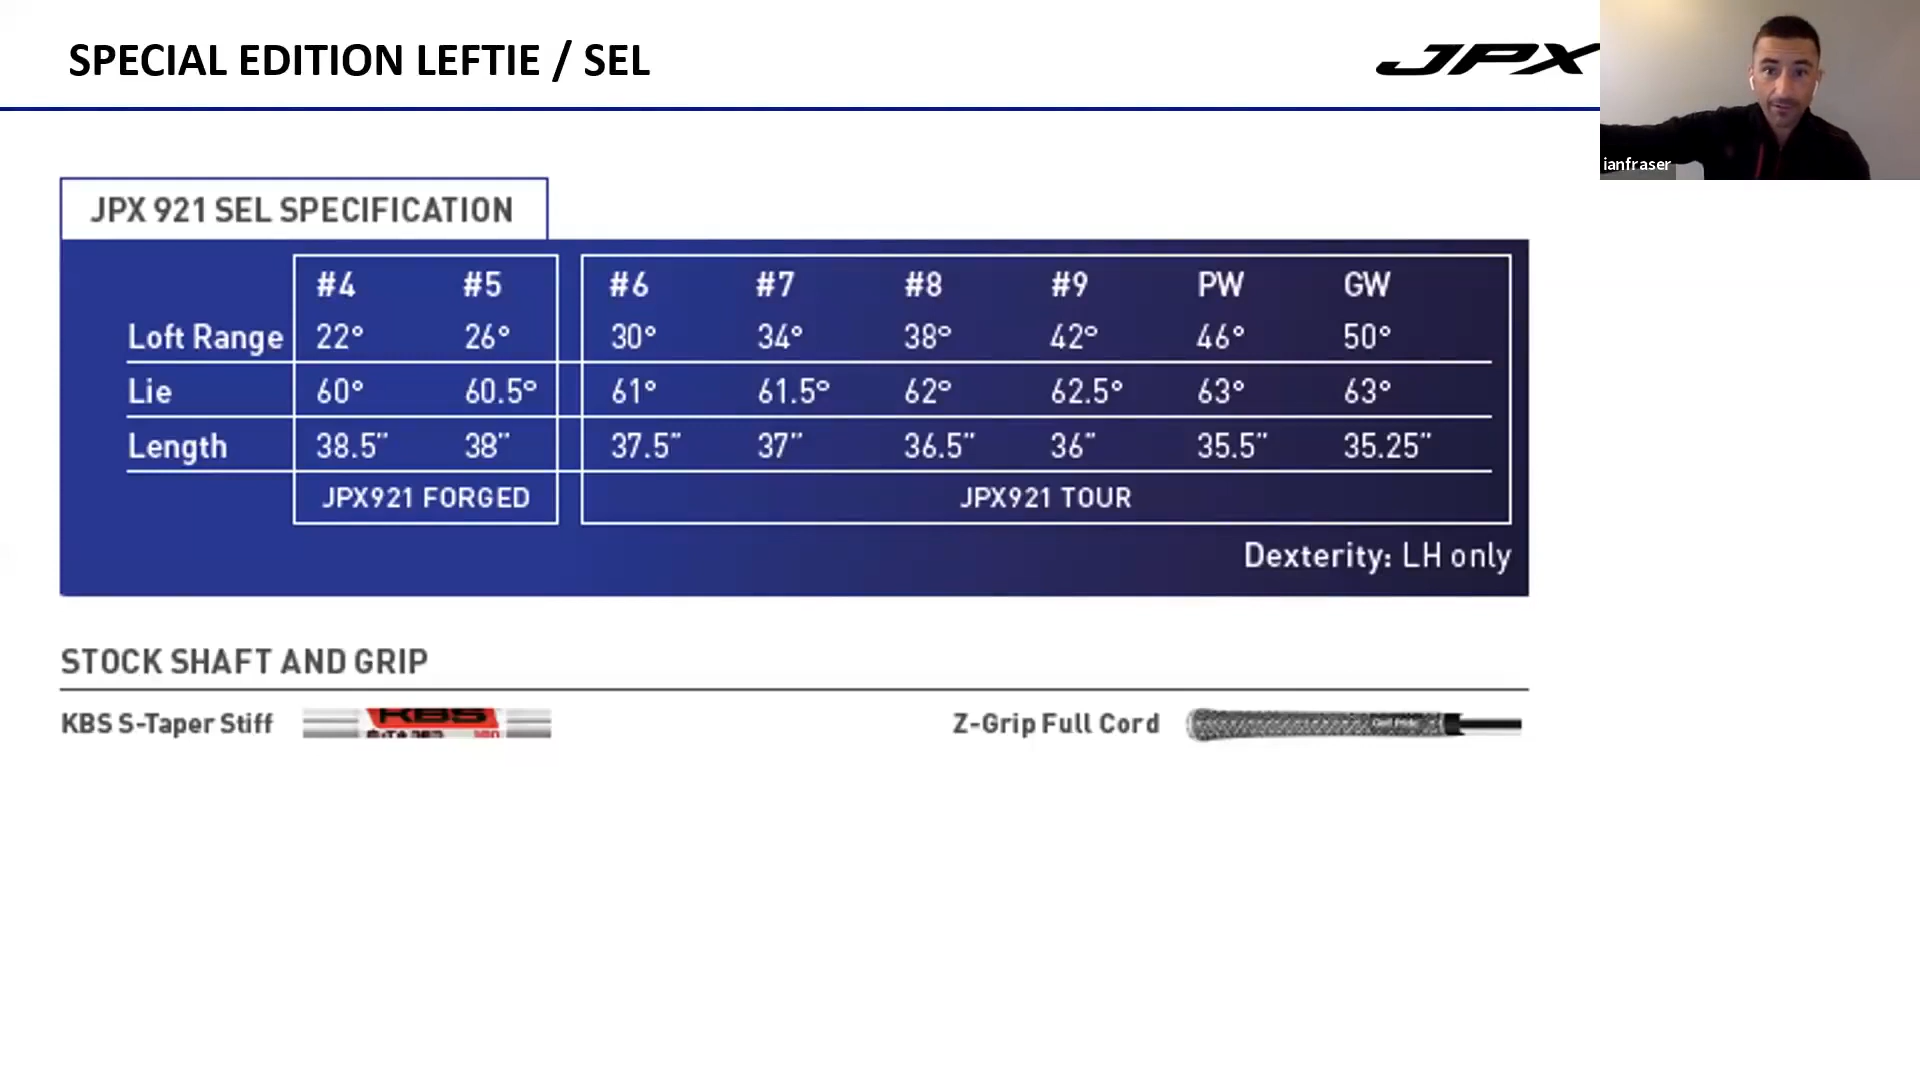 SPECIAL EDITION LEFTIE / SEL
JPX
ianfraser
JPX 921 SEL SPECIFICATION
#4 #5 #6 #7 #8 #9 PW GW
Loft Range 22° 26° 30° 34° 38° 42° 46° 50°
Lie 60° 60.5° 61° 61.5° 62° 62.5° 63° 63°
Length 38.5" 38" 37.5" 37" 36.5" 36" 35.5" 35.25"
JPX921 FORGED JPX921 TOUR
Dexterity: LH only
STOCK SHAFT AND GRIP
KBS S-Taper Stiff KBS Z-Grip Full Cord